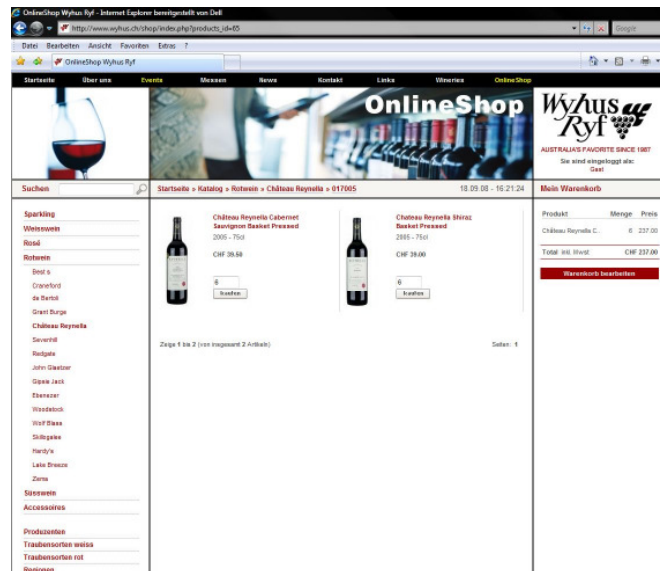 OnlineShop Wyhus Ryf - Internet Explorer bereitgestellt von Dell
http://www.wyhus.ch/shop/index.php?products_id=65
Google
Datei Bearbeiten Ansicht Favoriten Extras ?
OnlineShop Wyhus Ryf
Startseite Über uns Events Messen News Kontakt Links Wineries OnlineShop
OnlineShop
Wyhus
Ryf
AUSTRALIA'S FAVORITE SINCE 1987
Sie sind eingeloggt als:
Gast
Suchen
Startseite » Katalog » Rotwein » Château Reynella » 017005
18.09.08 - 16:21:24
Mein Warenkorb
Sparkling
Weisswein
Rosé
Rotwein
Best s
Craneford
de Bortoli
Grant Burge
Château Reynella
Sevenhill
Redgate
John Glaetzer
Gipsie Jack
Ebenezer
Woodstock
Wolf Blass
Skillogalee
Hardy's
Lake Breeze
Zema
Süsswein
Accessoires
Produzenten
Traubensorten weiss
Traubensorten rot
Regionen
Château Reynella Cabernet
Sauvignon Basket Pressed
2005 - 75cl
CHF 39.50
6
kaufen
Chateau Reynella Shiraz
Basket Pressed
2005 - 75cl
CHF 39.00
6
kaufen
Zeige 1 bis 2 (von insgesamt 2 Artikeln)
Seiten: 1
Produkt Menge Preis
Château Reynella C.. 6 237.00
Total inkl. Mwst CHF 237.00
Warenkorb bearbeiten